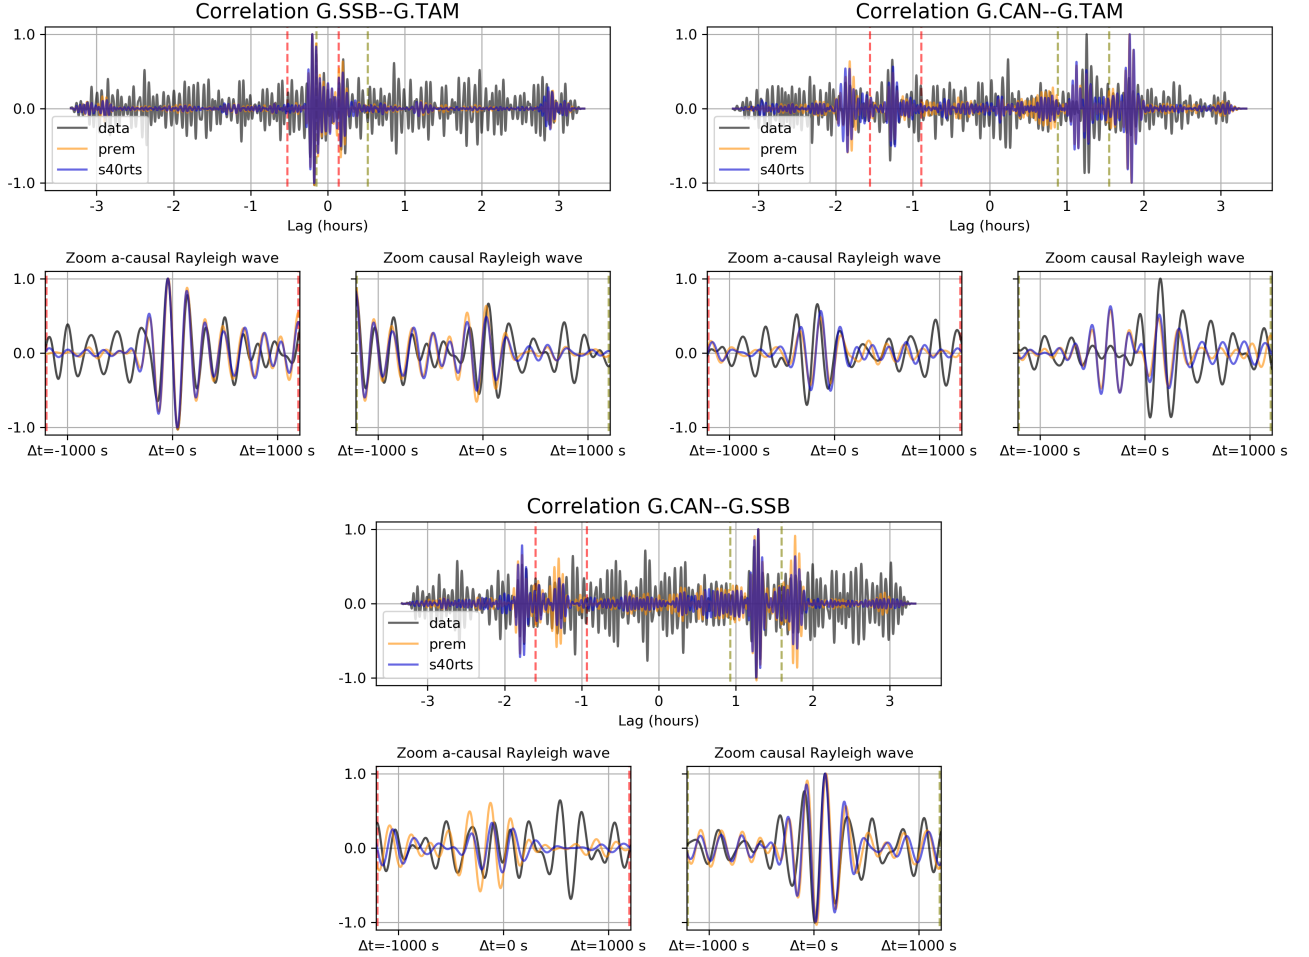 Correlation G.SSB--G.TAM
1.0
0.0
-1.0
data
prem
s40rts
-3 -2 -1 0 1 2 3
Lag (hours)
Zoom a-causal Rayleigh wave
1.0
0.0
-1.0
Δt=-1000 s Δt=0 s Δt=1000 s
Zoom causal Rayleigh wave
Δt=-1000 s Δt=0 s Δt=1000 s
Correlation G.CAN--G.TAM
1.0
0.0
-1.0
data
prem
s40rts
-3 -2 -1 0 1 2 3
Lag (hours)
Zoom a-causal Rayleigh wave
1.0
0.0
-1.0
Δt=-1000 s Δt=0 s Δt=1000 s
Zoom causal Rayleigh wave
Δt=-1000 s Δt=0 s Δt=1000 s
Correlation G.CAN--G.SSB
1.0
0.0
-1.0
data
prem
s40rts
-3 -2 -1 0 1 2 3
Lag (hours)
Zoom a-causal Rayleigh wave
1.0
0.0
-1.0
Δt=-1000 s Δt=0 s Δt=1000 s
Zoom causal Rayleigh wave
Δt=-1000 s Δt=0 s Δt=1000 s